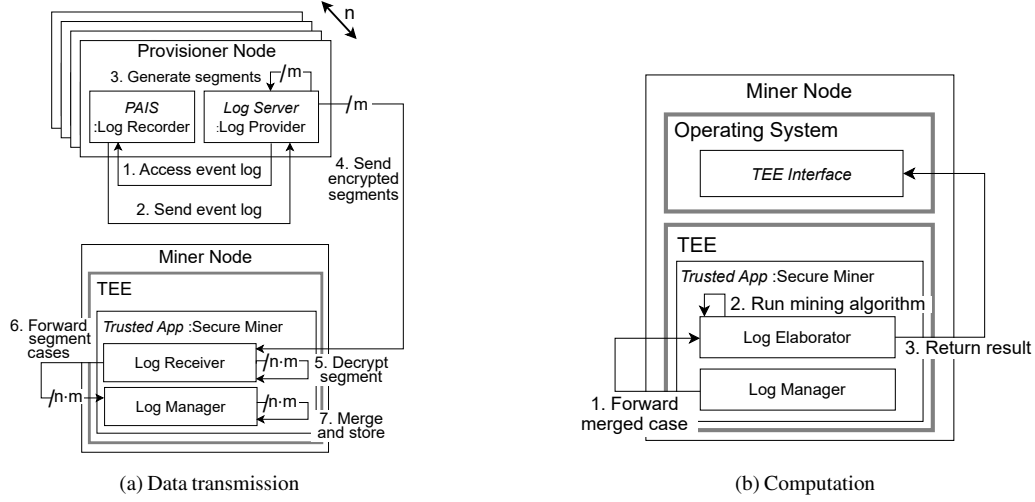 n
Provisioner Node
3. Generate segments
/m
PAIS
:Log Recorder
Log Server
:Log Provider
/m
1. Access event log
2. Send event log
4. Send
encrypted
segments
Miner Node
TEE
Trusted App :Secure Miner
6. Forward
segment
cases
Log Receiver
/n·m
5. Decrypt
segment
/n·m
Log Manager
/n·m
7. Merge
and store
(a) Data transmission
Miner Node
Operating System
TEE Interface
TEE
Trusted App :Secure Miner
2. Run mining algorithm
Log Elaborator
3. Return result
Log Manager
1. Forward
merged case
(b) Computation